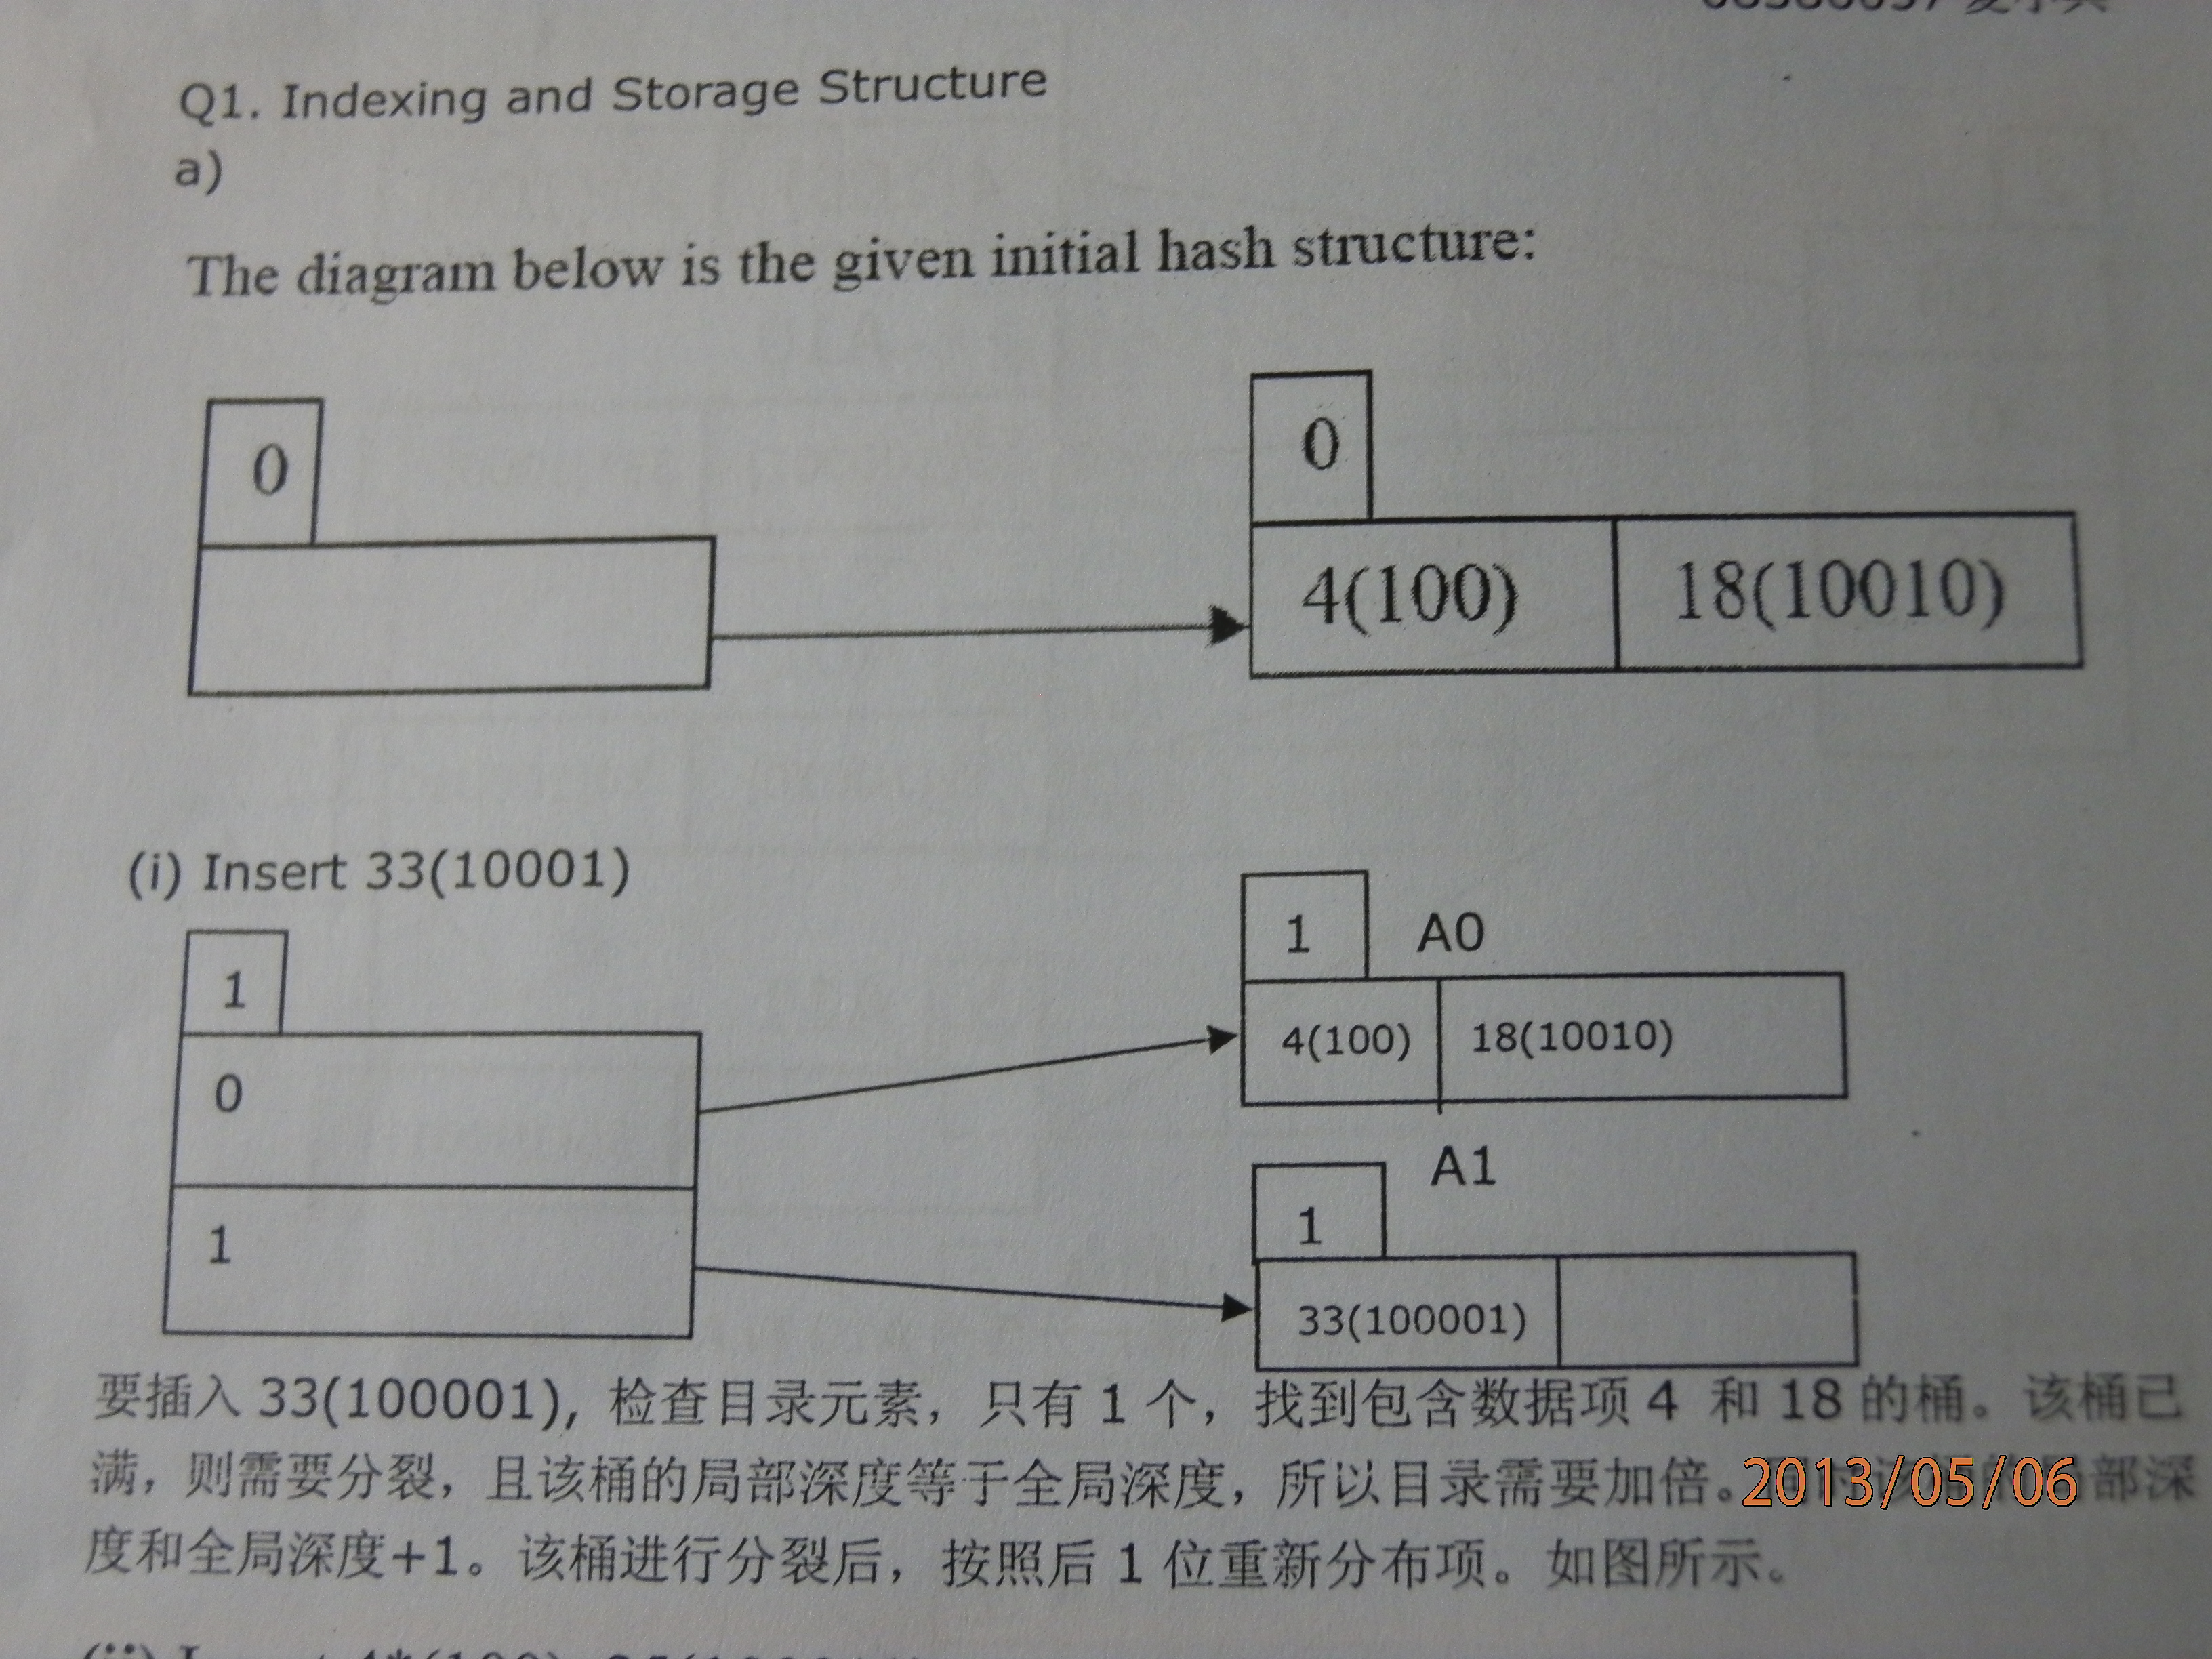 Q1. Indexing and Storage Structure
a)
The diagram below is the given initial hash structure:
0
0
4(100) 18(10010)
(i) Insert 33(10001)
1
0
1
1 A0
4(100) 18(10010)
A1
1
33(100001)
要插入 33(100001), 检查目录元素，只有 1 个，找到包含数据项 4 和 18 的桶。该桶已
满，则需要分裂，且该桶的局部深度等于全局深度，所以目录需要加倍。 部深
度和全局深度+1。该桶进行分裂后，按照后 1 位重新分布项。如图所示。
2013/05/06